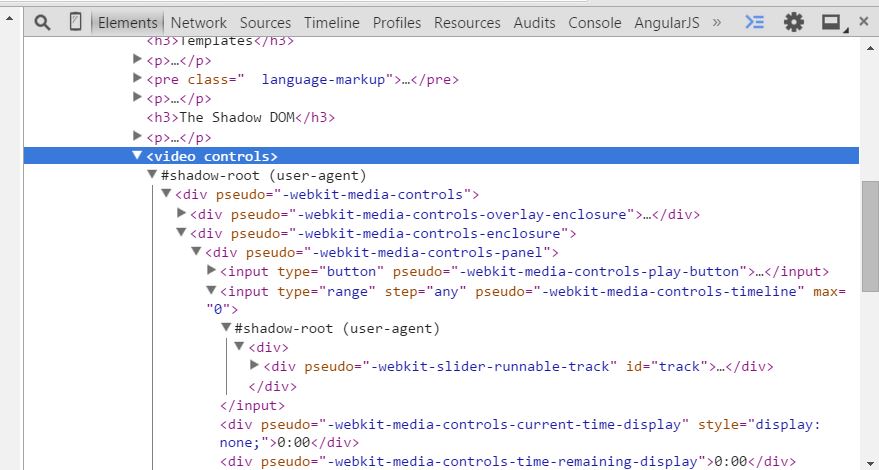 Elements Network Sources Timeline Profiles Resources Audits Console AngularJS »
<h3>Templates</h3>
<p>…</p>
<pre class="  language-markup">…</pre>
<p>…</p>
<h3>The Shadow DOM</h3>
<p>…</p>
<video controls>
#shadow-root (user-agent)
<div pseudo="-webkit-media-controls">
<div pseudo="-webkit-media-controls-overlay-enclosure">…</div>
<div pseudo="-webkit-media-controls-enclosure">
<div pseudo="-webkit-media-controls-panel">
<input type="button" pseudo="-webkit-media-controls-play-button">…</input>
<input type="range" step="any" pseudo="-webkit-media-controls-timeline" max=
"0">
#shadow-root (user-agent)
<div>
<div pseudo="-webkit-slider-runnable-track" id="track">…</div>
</div>
</input>
<div pseudo="-webkit-media-controls-current-time-display" style="display:
none;">0:00</div>
<div pseudo="-webkit-media-controls-time-remaining-display">0:00</div>